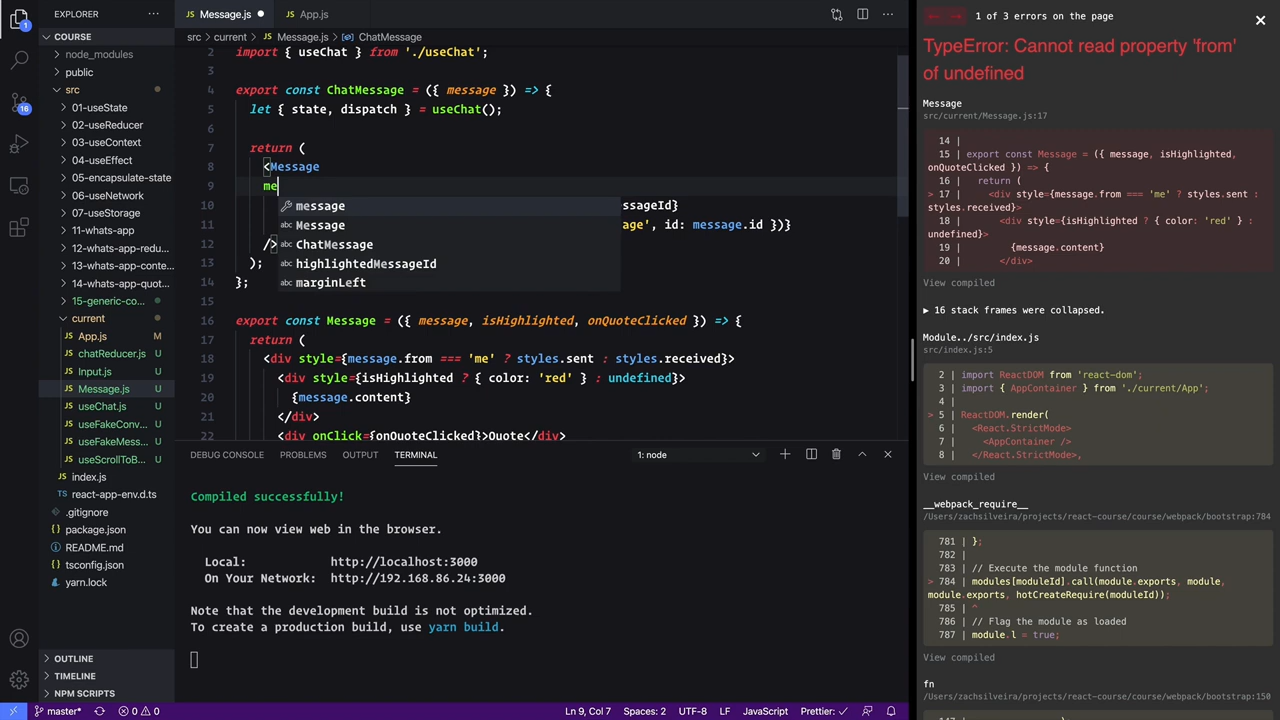 EXPLORER
COURSE
node_modules
public
src
01-useState
02-useReducer
03-useContext
04-useEffect
05-encapsulate-state
06-useNetwork
07-useStorage
11-whats-app
12-whats-app-redu...
13-whats-app-conte...
14-whats-app-quot...
15-generic-co...
current
App.js M
chatReducer.js U
Input.js U
Message.js U
useChat.js U
useFakeConv... U
useFakeMess... U
useScrollToB... U
index.js
react-app-env.d.ts
.gitignore
package.json
README.md
tsconfig.json
yarn.lock
OUTLINE
TIMELINE
NPM SCRIPTS
1
16
Message.js
App.js
src > current > Message.js > ChatMessage
2 import { useChat } from './useChat';
3
4 export const ChatMessage = ({ message }) => {
5 let { state, dispatch } = useChat();
6
7 return (
8 <Message
9 me
10 ssageId}
11 age', id: message.id })}
12 />
13 );
14 };
15
16 export const Message = ({ message, isHighlighted, onQuoteClicked }) => {
17 return (
18 <div style={message.from === 'me' ? styles.sent : styles.received}>
19 <div style={isHighlighted ? { color: 'red' } : undefined}>
20 {message.content}
21 </div>
22 <div onClick={onQuoteClicked}>Quote</div>
message
abc Message
abc ChatMessage
abc highlightedMessageId
abc marginLeft
DEBUG CONSOLE PROBLEMS OUTPUT TERMINAL 1: node
Compiled successfully!
You can now view web in the browser.
Local: http://localhost:3000
On Your Network: http://192.168.86.24:3000
Note that the development build is not optimized.
To create a production build, use yarn build.
master* 0 0 Ln 9, Col 7 Spaces: 2 UTF-8 LF JavaScript Prettier: ✓
← → 1 of 3 errors on the page
TypeError: Cannot read property 'from'
of undefined
Message
src/current/Message.js:17
14 |
15 | export const Message = ({ message, isHighlighted,
onQuoteClicked }) => {
16 | return (
> 17 | <div style={message.from === 'me' ? styles.sent :
styles.received}>
18 | <div style={isHighlighted ? { color: 'red' } :
undefined}>
19 | {message.content}
20 | </div>
View compiled
▶ 16 stack frames were collapsed.
Module../src/index.js
src/index.js:5
2 | import ReactDOM from 'react-dom';
3 | import { AppContainer } from './current/App';
4 |
> 5 | ReactDOM.render(
6 | <React.StrictMode>
7 | <AppContainer />
8 | </React.StrictMode>,
View compiled
__webpack_require__
/Users/zachsilveira/projects/react-course/course/webpack/bootstrap:784
781 | };
782 |
783 | // Execute the module function
> 784 | modules[moduleId].call(module.exports, module,
module.exports, hotCreateRequire(moduleId));
785 | ^
786 | // Flag the module as loaded
787 | module.l = true;
View compiled
fn
/Users/zachsilveira/projects/react-course/course/webpack/bootstrap:150